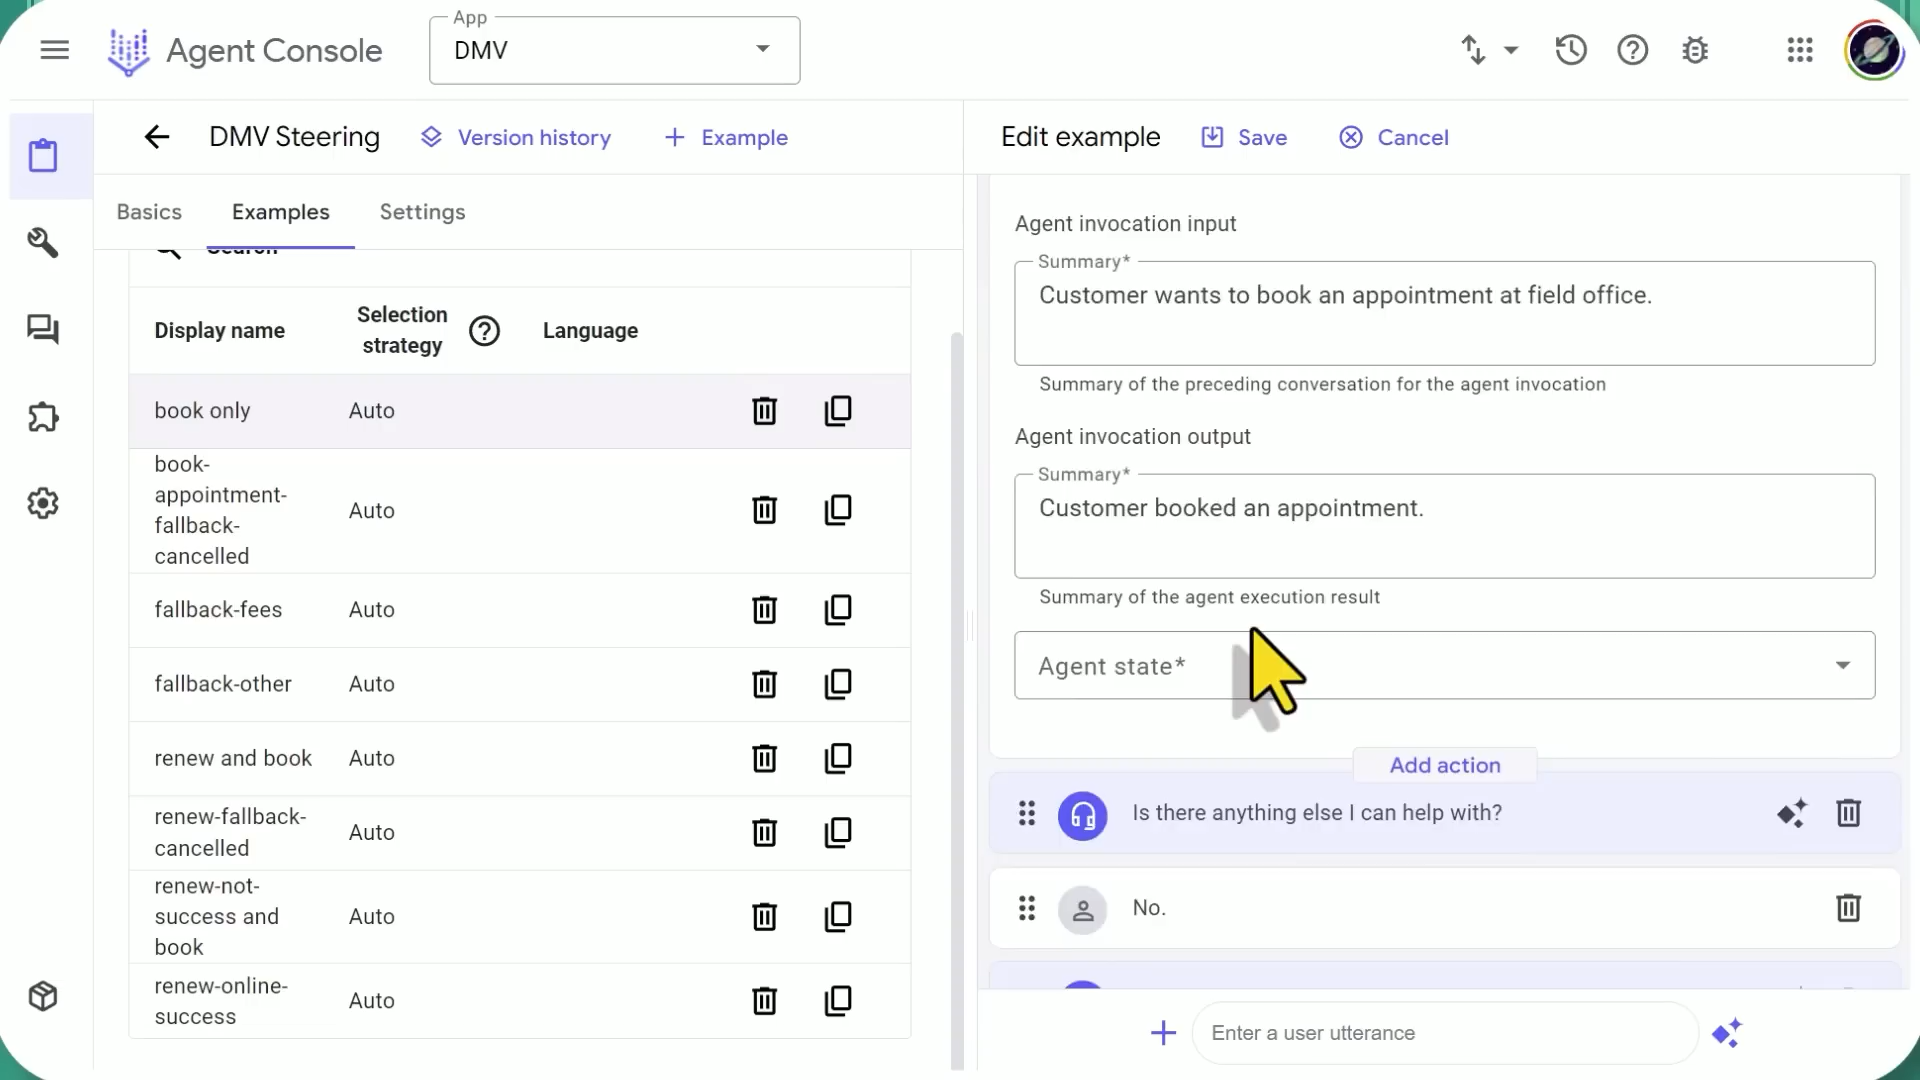 App
Agent Console
DMV
DMV Steering
Version history
Example
Edit example
Save
Cancel
Basics
Examples
Settings
Search
Display name
Selection
strategy
Language
book only
Auto
book-
appointment-
fallback-
cancelled
Auto
fallback-fees
Auto
fallback-other
Auto
renew and book
Auto
renew-fallback-
cancelled
Auto
renew-not-
success and
book
Auto
renew-online-
success
Auto
Agent invocation input
Summary*
Customer wants to book an appointment at field office.
Summary of the preceding conversation for the agent invocation
Agent invocation output
Summary*
Customer booked an appointment.
Summary of the agent execution result
Agent state*
Add action
Is there anything else I can help with?
No.
Enter a user utterance